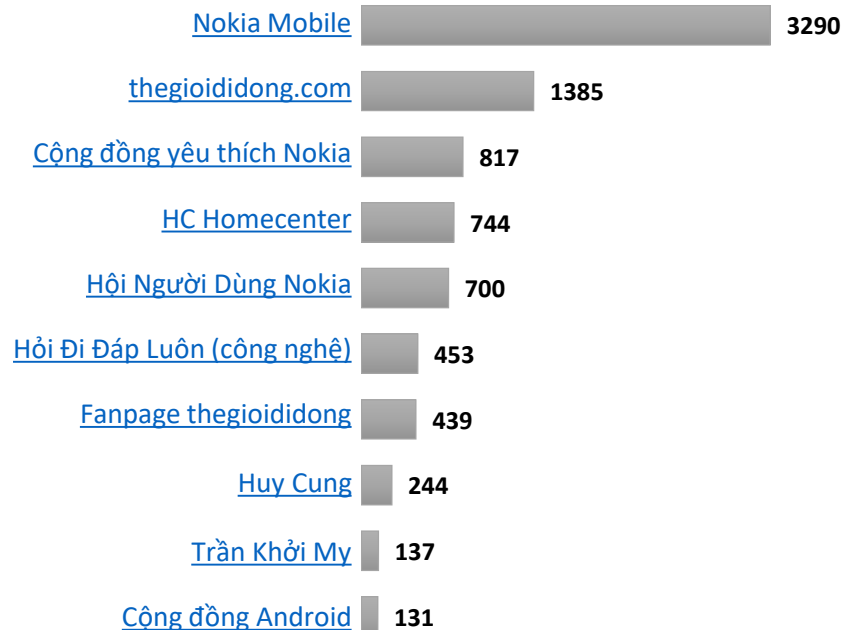 Nokia Mobile 3290
thegioididong.com 1385
Cộng đồng yêu thích Nokia 817
HC Homecenter 744
Hội Người Dùng Nokia 700
Hỏi Đi Đáp Luôn (công nghệ) 453
Fanpage thegioididong 439
Huy Cung 244
Trần Khởi My 137
Cộng đồng Android 131